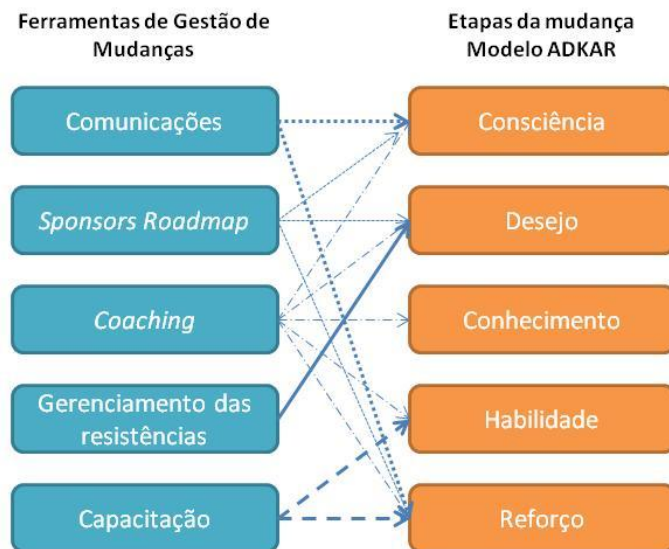 Ferramentas de Gestão de
Mudanças
Etapas da mudança
Modelo ADKAR
Comunicações
Consciência
Sponsors Roadmap
Desejo
Coaching
Conhecimento
Gerenciamento das
resistências
Habilidade
Capacitação
Reforço